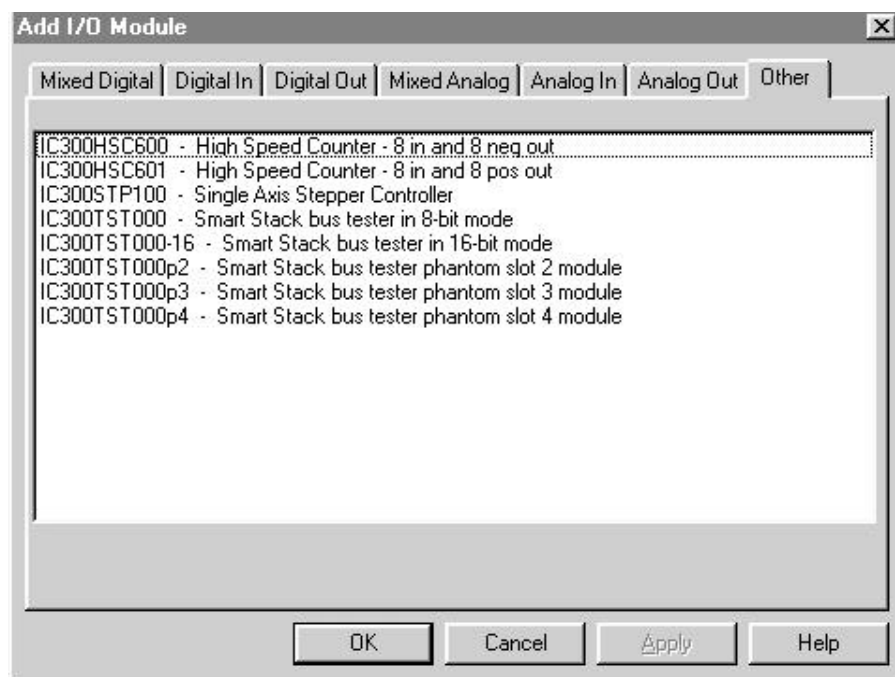 Add I/O Module
Mixed Digital Digital In Digital Out Mixed Analog Analog In Analog Out Other
IC300HSC600 - High Speed Counter - 8 in and 8 neg out
IC300HSC601 - High Speed Counter - 8 in and 8 pos out
IC300STP100 - Single Axis Stepper Controller
IC300TST000 - Smart Stack bus tester in 8-bit mode
IC300TST000-16 - Smart Stack bus tester in 16-bit mode
IC300TST000p2 - Smart Stack bus tester phantom slot 2 module
IC300TST000p3 - Smart Stack bus tester phantom slot 3 module
IC300TST000p4 - Smart Stack bus tester phantom slot 4 module
OK Cancel Apply Help